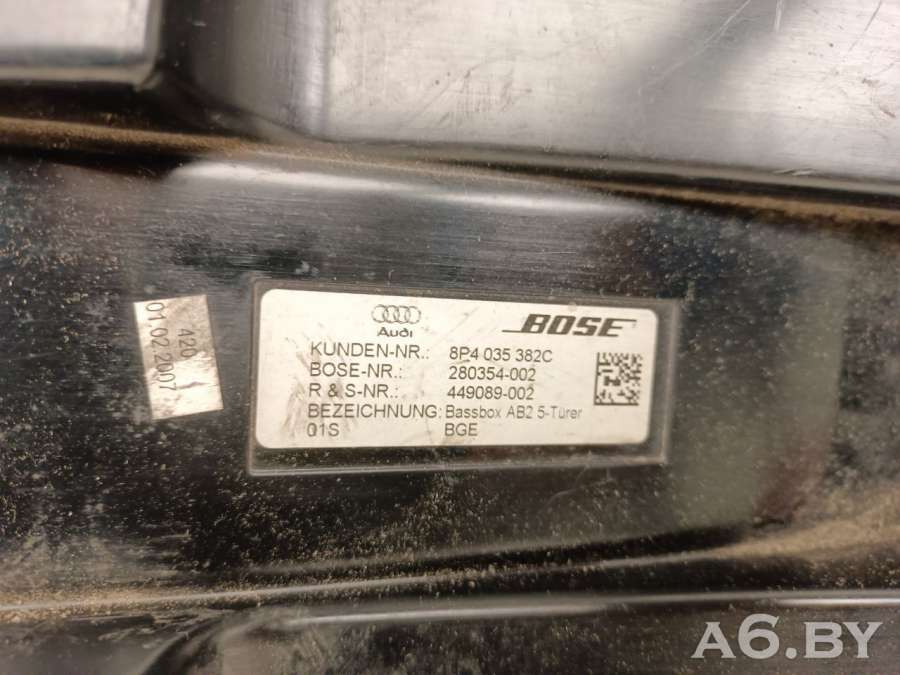 420
01.02.2007
Audi
BOSE
KUNDEN-NR.: 8P4 035 382C
BOSE-NR.: 280354-002
R & S-NR.: 449089-002
BEZEICHNUNG: Bassbox AB2 5-Türer
01S BGE
A6.BY